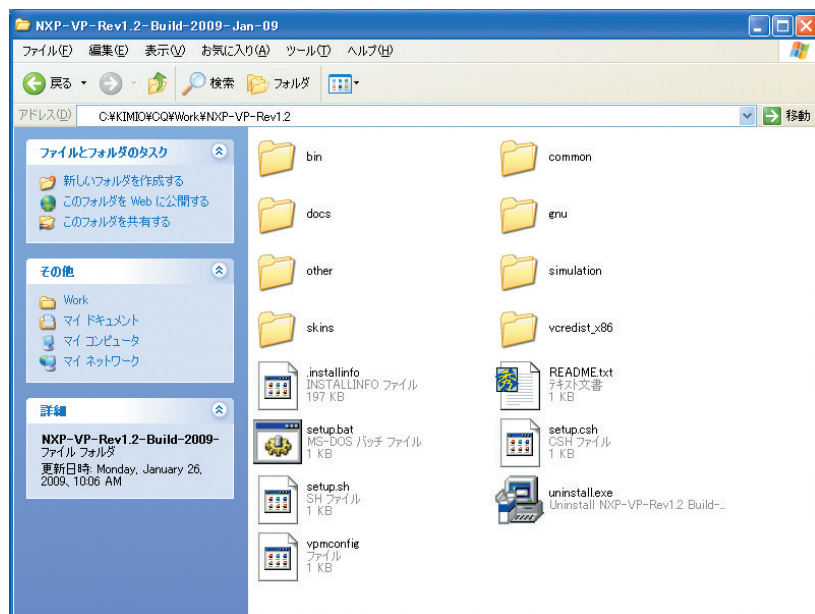 NXP-VP-Rev1.2-Build-2009-Jan-09
ファイル(F) 編集(E) 表示(V) お気に入り(A) ツール(T) ヘルプ(H)
戻る 検索 フォルダ
アドレス(D) C:¥KIMIO¥CQ¥Work¥NXP-VP-Rev1.2 移動
ファイルとフォルダのタスク
新しいフォルダを作成する
このフォルダを Web に公開する
このフォルダを共有する
その他
Work
マイ ドキュメント
マイ コンピュータ
マイ ネットワーク
詳細
NXP-VP-Rev1.2-Build-2009-
ファイル フォルダ
更新日時: Monday, January 26,
2009、10:06 AM
bin
common
docs
gnu
other
simulation
skins
vcredist_x86
.installinfo
INSTALLINFO ファイル
197 KB
README.txt
テキスト文書
1 KB
setup.bat
MS-DOS バッチ ファイル
1 KB
setup.csh
CSH ファイル
1 KB
setup.sh
SH ファイル
1 KB
uninstall.exe
Uninstall NXP-VP-Rev1.2 Build-...
vpmconfig
ファイル
1 KB